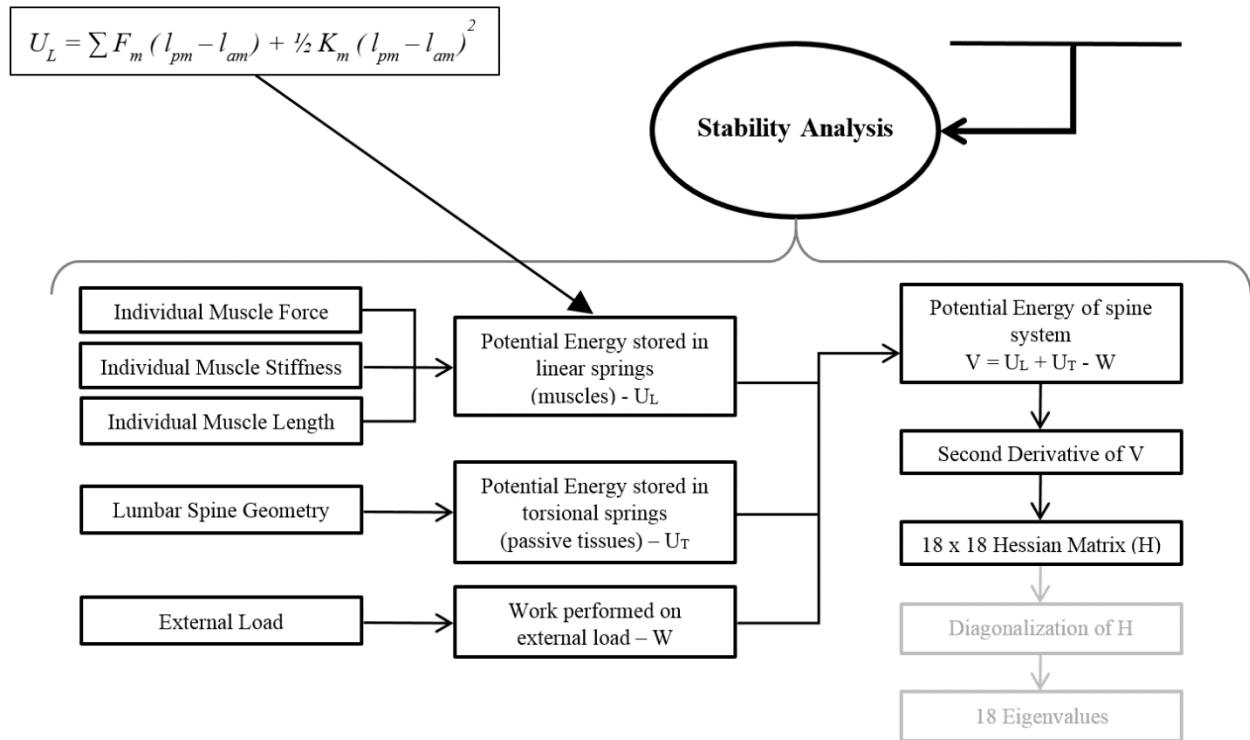 U_L = ∑ F_m ( l_pm – l_am ) + ½ K_m ( l_pm – l_am )²
Stability Analysis
Individual Muscle Force
Individual Muscle Stiffness
Individual Muscle Length
Potential Energy stored in
linear springs
(muscles) - U_L
Lumbar Spine Geometry
Potential Energy stored in
torsional springs
(passive tissues) – U_T
External Load
Work performed on
external load – W
Potential Energy of spine
system
V = U_L + U_T - W
Second Derivative of V
18 x 18 Hessian Matrix (H)
Diagonalization of H
18 Eigenvalues